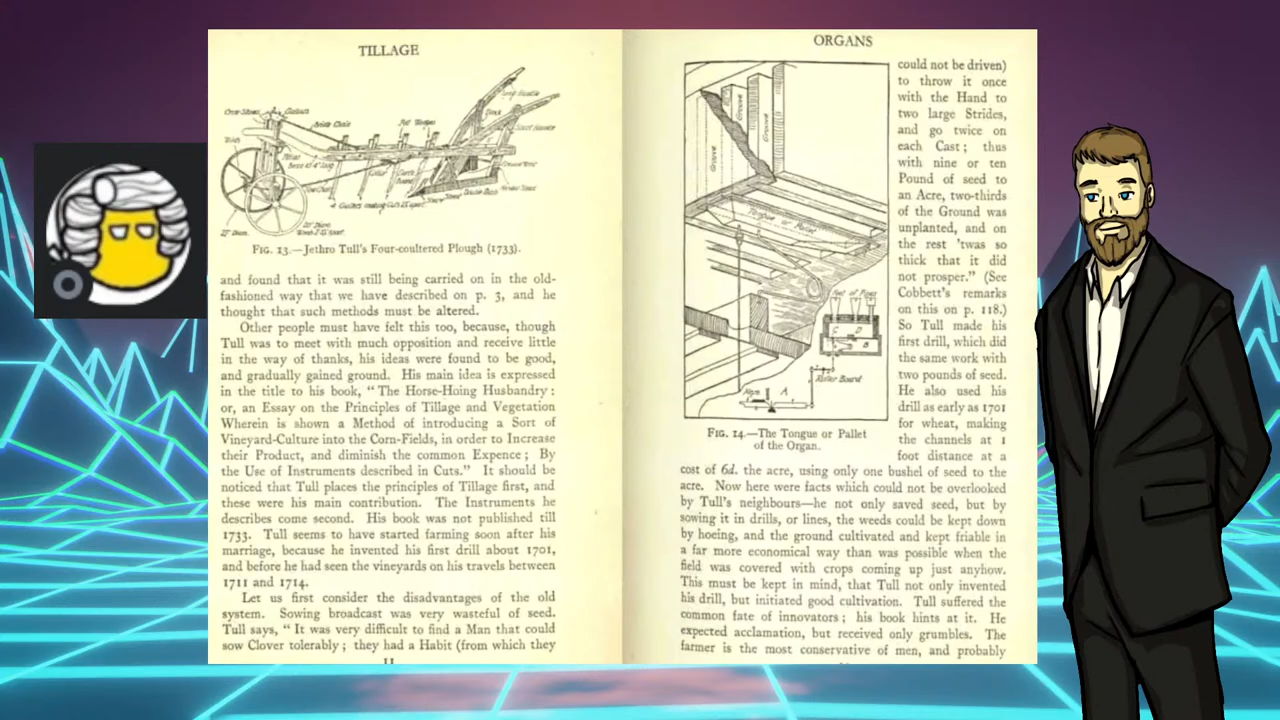 TILLAGE
Coulters
Bridle Chain
Pole Wedges
FIG. 13.—Jethro Tull's Four-coultered Plough (1733).
and found that it was still being carried on in the old-
fashioned way that we have described on p. 3, and he
thought that such methods must be altered.
Other people must have felt this too, because, though
Tull was to meet with much opposition and receive little
in the way of thanks, his ideas were found to be good,
and gradually gained ground. His main idea is expressed
in the title to his book, “ The Horse-Hoing Husbandry :
or, an Essay on the Principles of Tillage and Vegetation
Wherein is shown a Method of introducing a Sort of
Vineyard-Culture into the Corn-Fields, in order to Increase
their Product, and diminish the common Expence ; By
the Use of Instruments described in Cuts.” It should be
noticed that Tull places the principles of Tillage first, and
these were his main contribution. The Instruments he
describes come second. His book was not published till
1733. Tull seems to have started farming soon after his
marriage, because he invented his first drill about 1701,
and before he had seen the vineyards on his travels between
1711 and 1714.
Let us first consider the disadvantages of the old
system. Sowing broadcast was very wasteful of seed.
Tull says, “ It was very difficult to find a Man that could
sow Clover tolerably ; they had a Habit (from which they
ORGANS
Groove
Groove
Groove
Tongue or Pallet
Roller Board
A
FIG. 14.—The Tongue or Pallet
of the Organ.
could not be driven)
to throw it once
with the Hand to
two large Strides,
and go twice on
each Cast ; thus
with nine or ten
Pound of seed to
an Acre, two-thirds
of the Ground was
unplanted, and on
the rest 'twas so
thick that it did
not prosper.” (See
Cobbett's remarks
on this on p. 118.)
So Tull made his
first drill, which did
the same work with
two pounds of seed.
He also used his
drill as early as 1701
for wheat, making
the channels at 1
foot distance at a
cost of 6d. the acre, using only one bushel of seed to the
acre. Now here were facts which could not be overlooked
by Tull's neighbours—he not only saved seed, but by
sowing it in drills, or lines, the weeds could be kept down
by hoeing, and the ground cultivated and kept friable in
a far more economical way than was possible when the
field was covered with crops coming up just anyhow.
This must be kept in mind, that Tull not only invented
his drill, but initiated good cultivation. Tull suffered the
common fate of innovators ; his book hints at it. He
expected acclamation, but received only grumbles. The
farmer is the most conservative of men, and probably